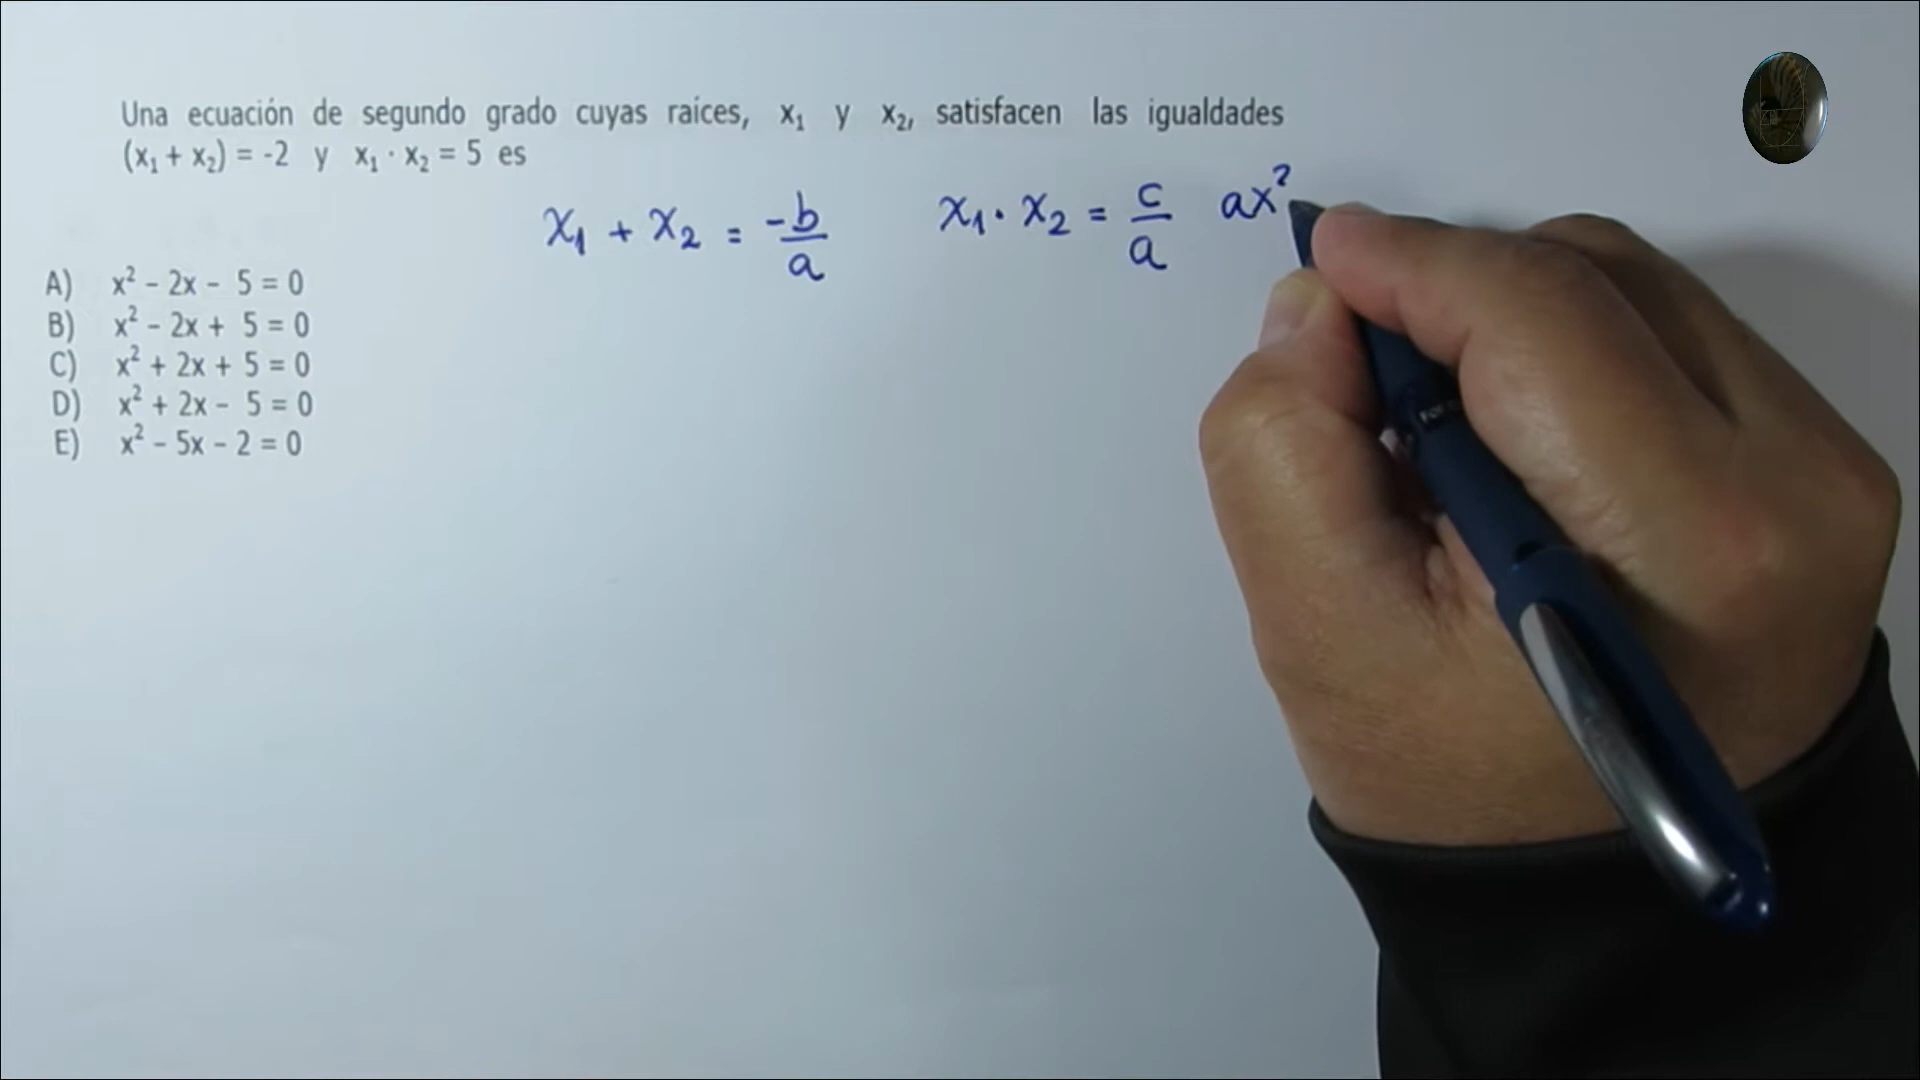 Una ecuación de segundo grado cuyas raíces, x₁ y x₂, satisfacen las igualdades
(x₁ + x₂) = -2 y x₁ · x₂ = 5 es
x₁ + x₂ = -b/a
x₁ · x₂ = c/a
ax²
A) x² - 2x - 5 = 0
B) x² - 2x + 5 = 0
C) x² + 2x + 5 = 0
D) x² + 2x - 5 = 0
E) x² - 5x - 2 = 0